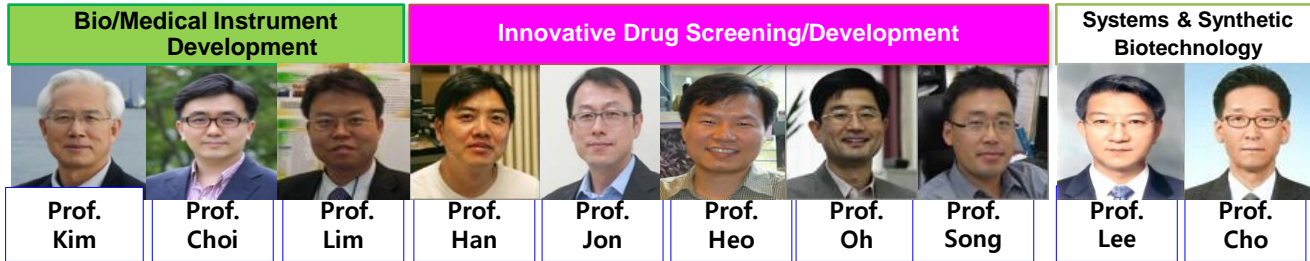 Bio/Medical Instrument
Development
Innovative Drug Screening/Development
Systems & Synthetic
Biotechnology
Prof.
Kim
Prof.
Choi
Prof.
Lim
Prof.
Han
Prof.
Jon
Prof.
Heo
Prof.
Oh
Prof.
Song
Prof.
Lee
Prof.
Cho